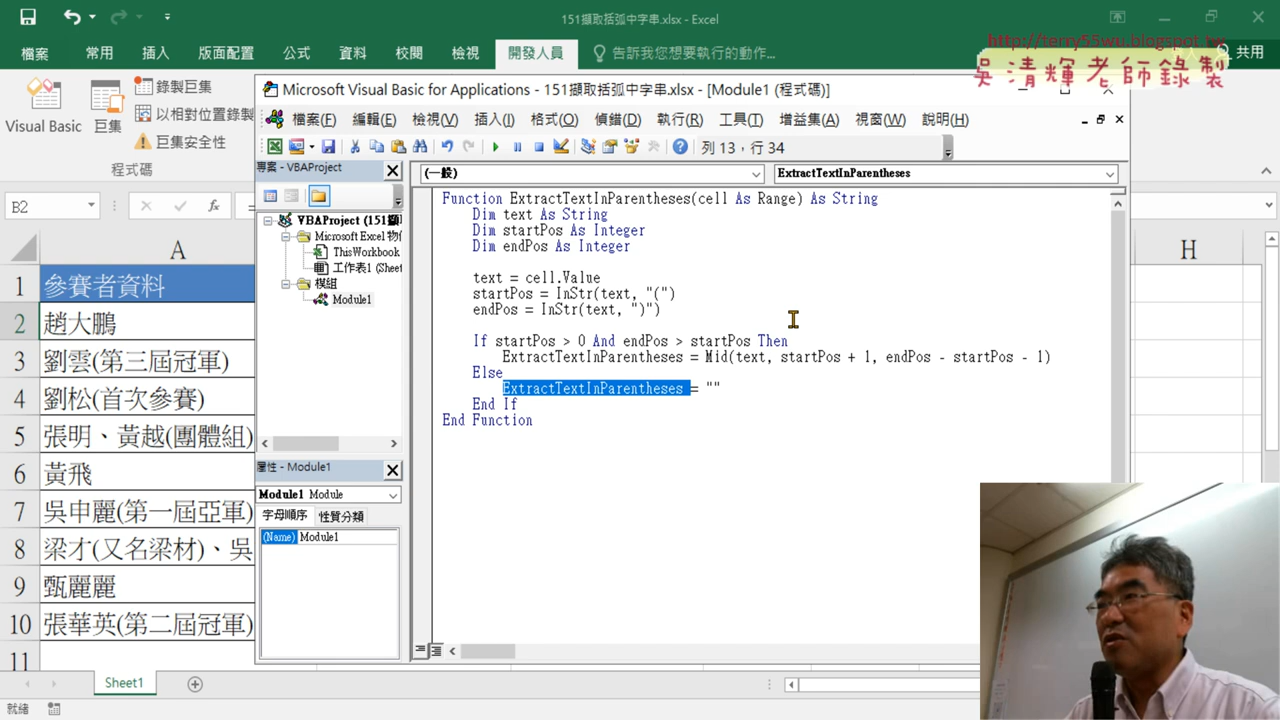 151擷取括弧中字串.xlsx - Excel
http://terry55wu.blogspot.tw
吳清輝老師錄製
檔案 常用 插入 版面配置 公式 資料 校閱 檢視 開發人員 告訴我您想要執行的動作... 共用
Visual Basic
巨集
錄製巨集
以相對位置錄製
巨集安全性
程式碼
Microsoft Visual Basic for Applications - 151擷取括弧中字串.xlsx - [Module1 (程式碼)]
檔案(F) 編輯(E) 檢視(V) 插入(I) 格式(O) 偵錯(D) 執行(R) 工具(T) 增益集(A) 視窗(W) 說明(H)
列 13，行 34
專案 - VBAProject
VBAProject (151擷
Microsoft Excel 物件
ThisWorkbook
工作表1 (Sheet
模組
Module1
屬性 - Module1
Module1 Module
字母順序 性質分類
(Name) Module1
(一般) ExtractTextInParentheses
Function ExtractTextInParentheses(cell As Range) As String
Dim text As String
Dim startPos As Integer
Dim endPos As Integer
text = cell.Value
startPos = InStr(text, "(")
endPos = InStr(text, ")")
If startPos > 0 And endPos > startPos Then
ExtractTextInParentheses = Mid(text, startPos + 1, endPos - startPos - 1)
Else
ExtractTextInParentheses = ""
End If
End Function
B2 fx =
A H
1 參賽者資料
2 趙大鵬
3 劉雲(第三屆冠軍)
4 劉松(首次參賽)
5 張明、黃越(團體組)
6 黃飛
7 吳申麗(第一屆亞軍)
8 梁才(又名梁材)、吳
9 甄麗麗
10 張華英(第二屆冠軍)
11
Sheet1
就緒